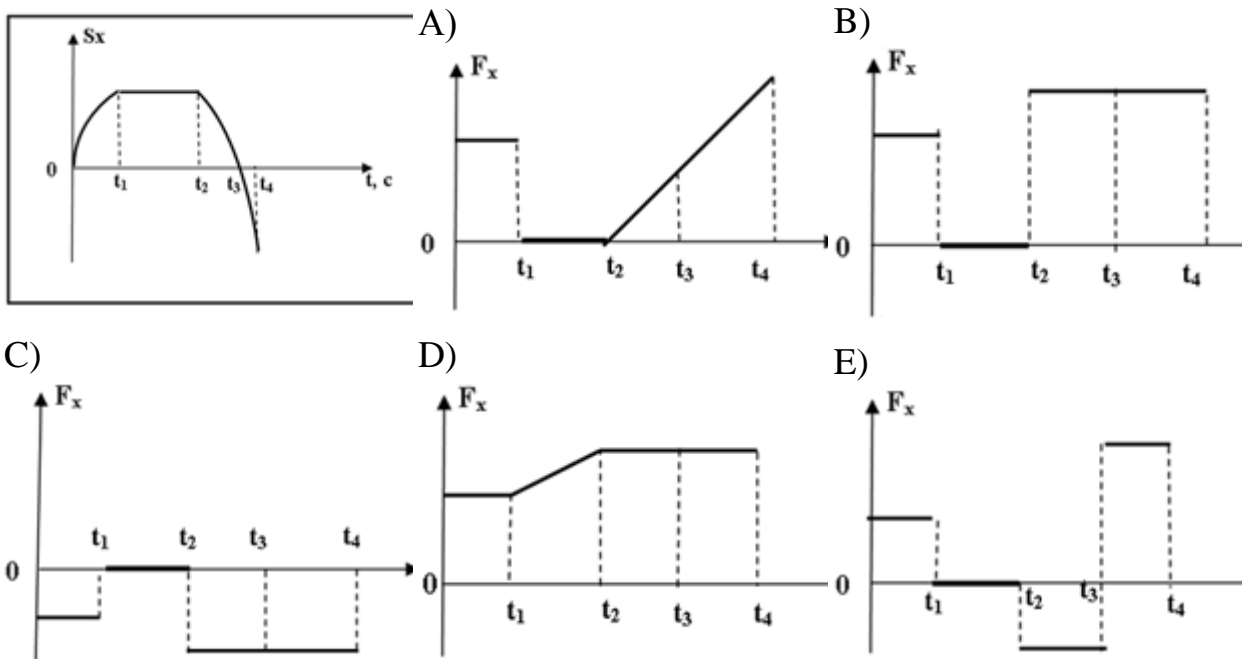 Sx
0
t₁
t₂
t₃
t₄
t, c
A)
Fₓ
0
t₁
t₂
t₃
t₄
B)
Fₓ
0
t₁
t₂
t₃
t₄
C)
Fₓ
t₁
t₂
t₃
t₄
0
D)
Fₓ
0
t₁
t₂
t₃
t₄
E)
Fₓ
0
t₁
t₂
t₃
t₄